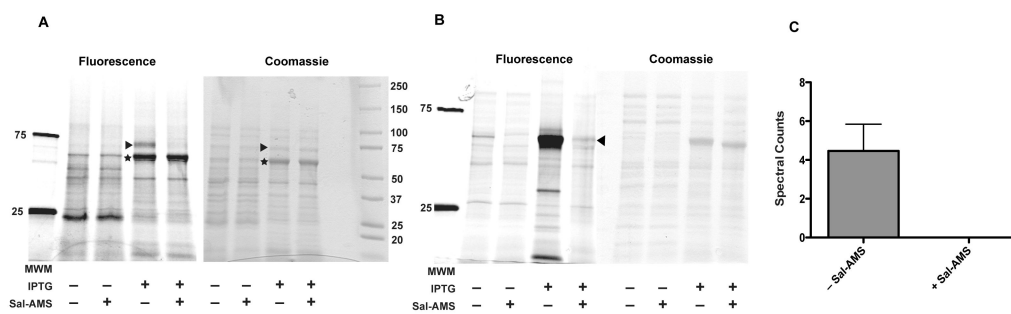 A
Fluorescence Coomassie
75
25
250
150
100
75
50
37
25
20
MWM
IPTG – – + + – – + +
Sal-AMS – + – + – + – +
B
Fluorescence Coomassie
75
25
MWM
IPTG – – + + – – + +
Sal-AMS – + – + – + – +
C
Spectral Counts
8
6
4
2
0
– Sal-AMS
+ Sal-AMS